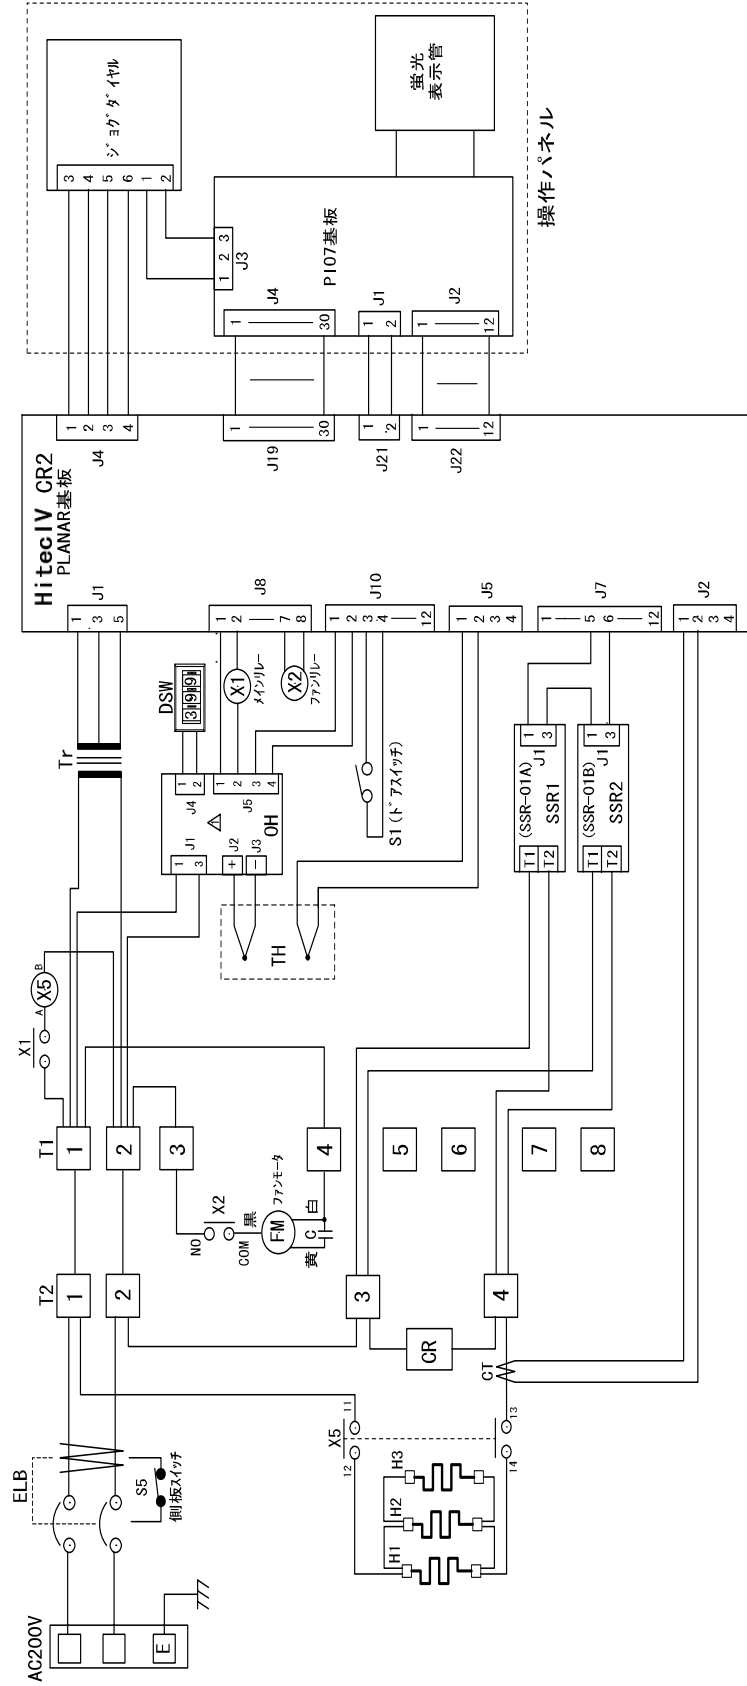 AC200V
E
ELB
S5
側板スイッチ
T2
1
2
3
4
T1
1
2
3
4
5
6
7
8
X1
A
X5
B
Tr
NO
X2
COM
黒
FM
ファンモータ
白
C
黄
X5
11
12
13
14
H1
H2
H3
CR
CT
TH
DSW
3 9 9
J4
1
2
J1
1
3
J5
1
2
3
4
J2
+
J3
-
OH
X1
メインリレー
X2
ファンリレー
S1 (ドアスイッチ)
(SSR-01A)
SSR1
T1
T2
J1
1
3
(SSR-01B)
SSR2
T1
T2
J1
1
3
HitecIV CR2
PLANAR基板
J1
1
3
5
J8
1
2
7
8
J10
1
2
3
4
12
J5
1
2
3
4
J7
1
5
6
12
J2
1
2
3
4
J4
1
2
3
4
J19
1
30
J21
1
2
J22
1
12
操作パネル
ジョグダイヤル
3
4
5
6
1
2
PIO7基板
J3
1 2 3
J4
1
30
J1
1
2
J2
1
12
蛍光
表示管